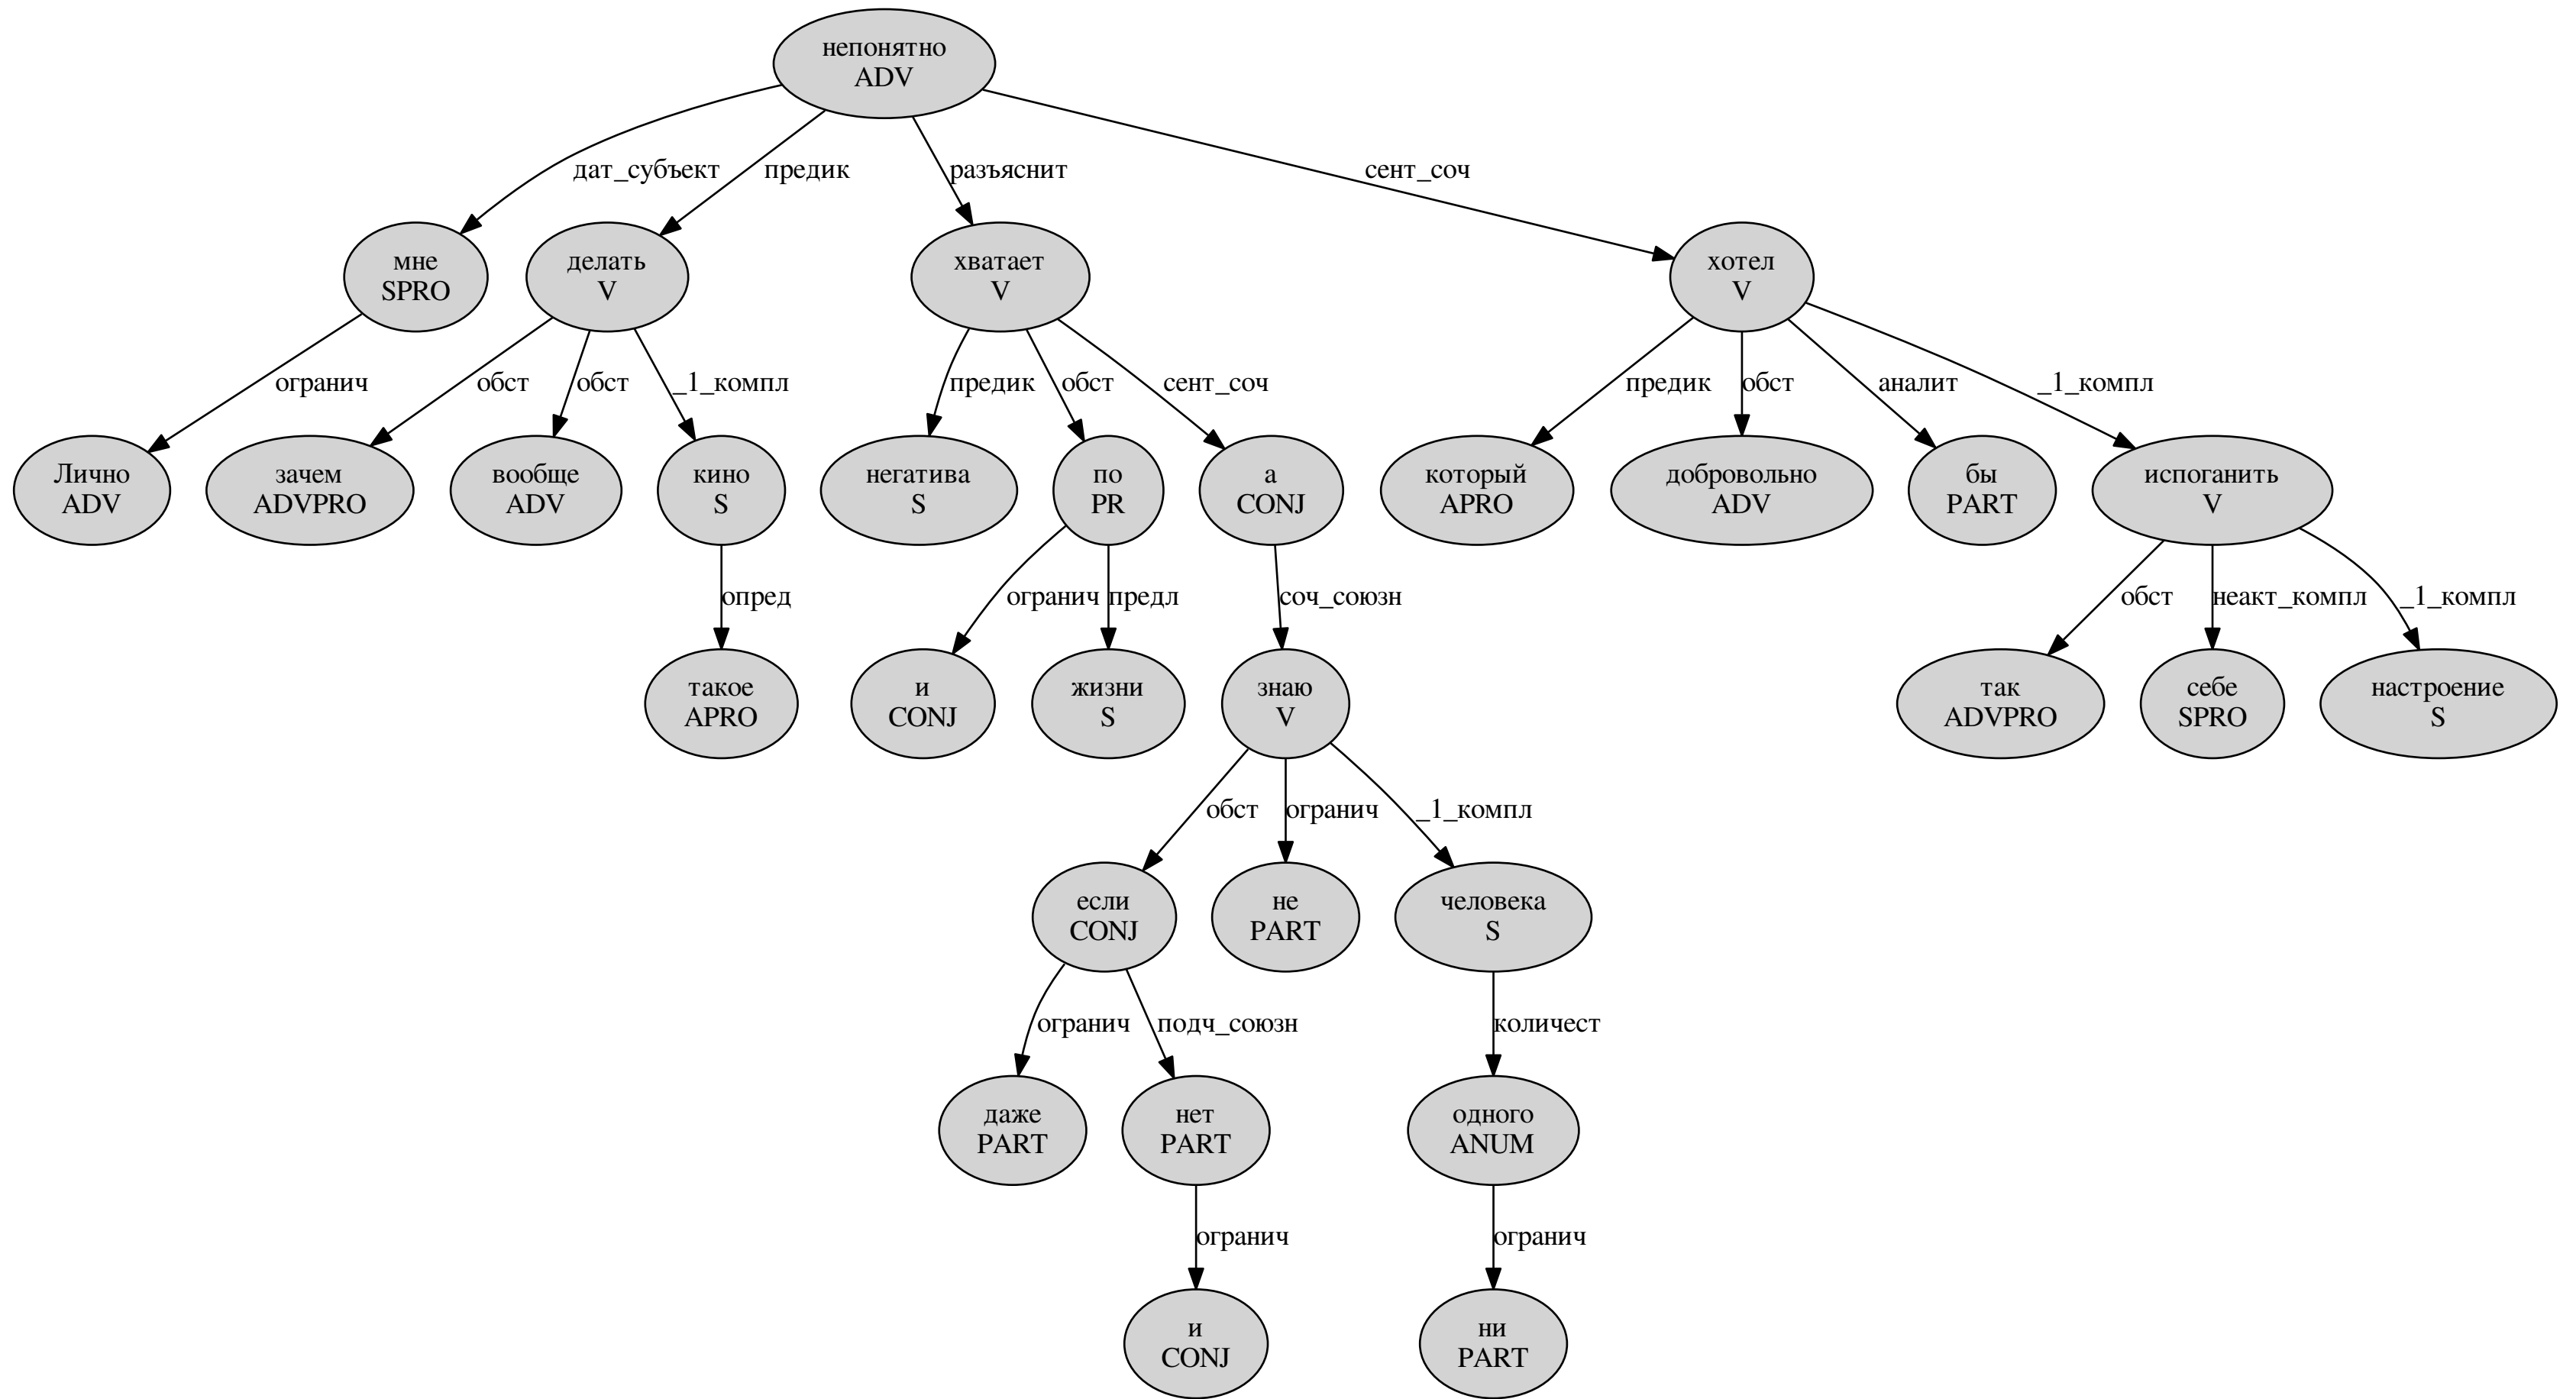 непонятно
ADV
дат_субъект
предик
разъяснит
сент_соч
мне
SPRO
делать
V
хватает
V
хотел
V
огранич
обст
обст
_1_компл
предик
обст
сент_соч
предик
обст
аналит
_1_компл
Лично
ADV
зачем
ADVPRO
вообще
ADV
кино
S
негатива
S
по
PR
а
CONJ
который
APRO
добровольно
ADV
бы
PART
испоганить
V
опред
огранич
предл
соч_союзн
обст
неакт_компл
_1_компл
такое
APRO
и
CONJ
жизни
S
знаю
V
так
ADVPRO
себе
SPRO
настроение
S
обст
огранич
_1_компл
если
CONJ
не
PART
человека
S
огранич
подч_союзн
количест
даже
PART
нет
PART
одного
ANUM
огранич
огранич
и
CONJ
ни
PART